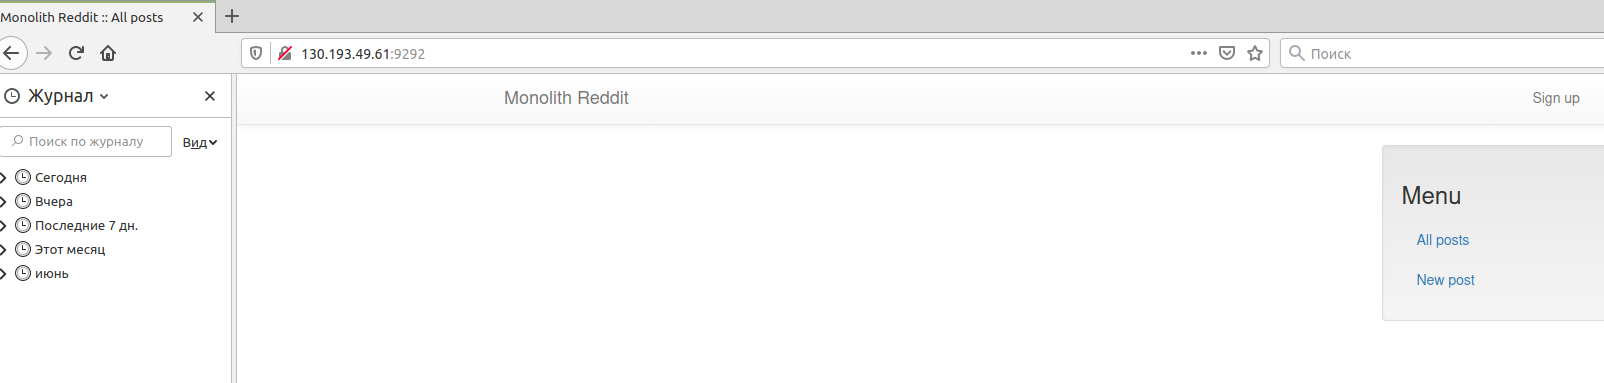 Monolith Reddit :: All posts
130.193.49.61:9292
Поиск
Журнал
Поиск по журналу
Вид
Сегодня
Вчера
Последние 7 дн.
Этот месяц
июнь
Monolith Reddit
Sign up
Menu
All posts
New post